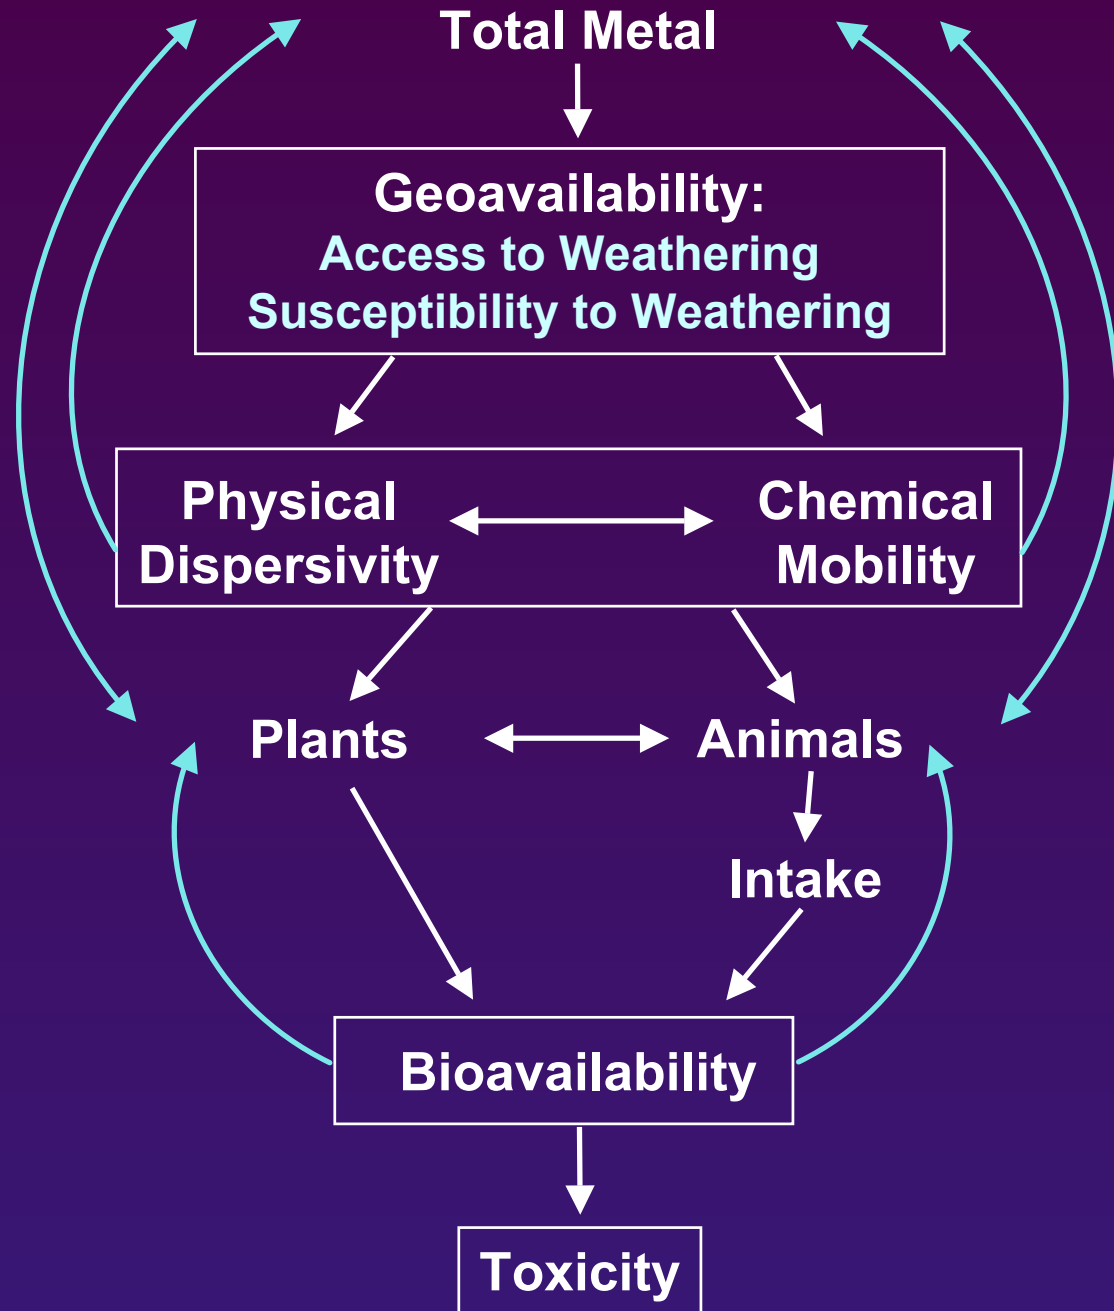 Total Metal
Geoavailability:
Access to Weathering
Susceptibility to Weathering
Physical
Dispersivity
Chemical
Mobility
Plants
Animals
Intake
Bioavailability
Toxicity